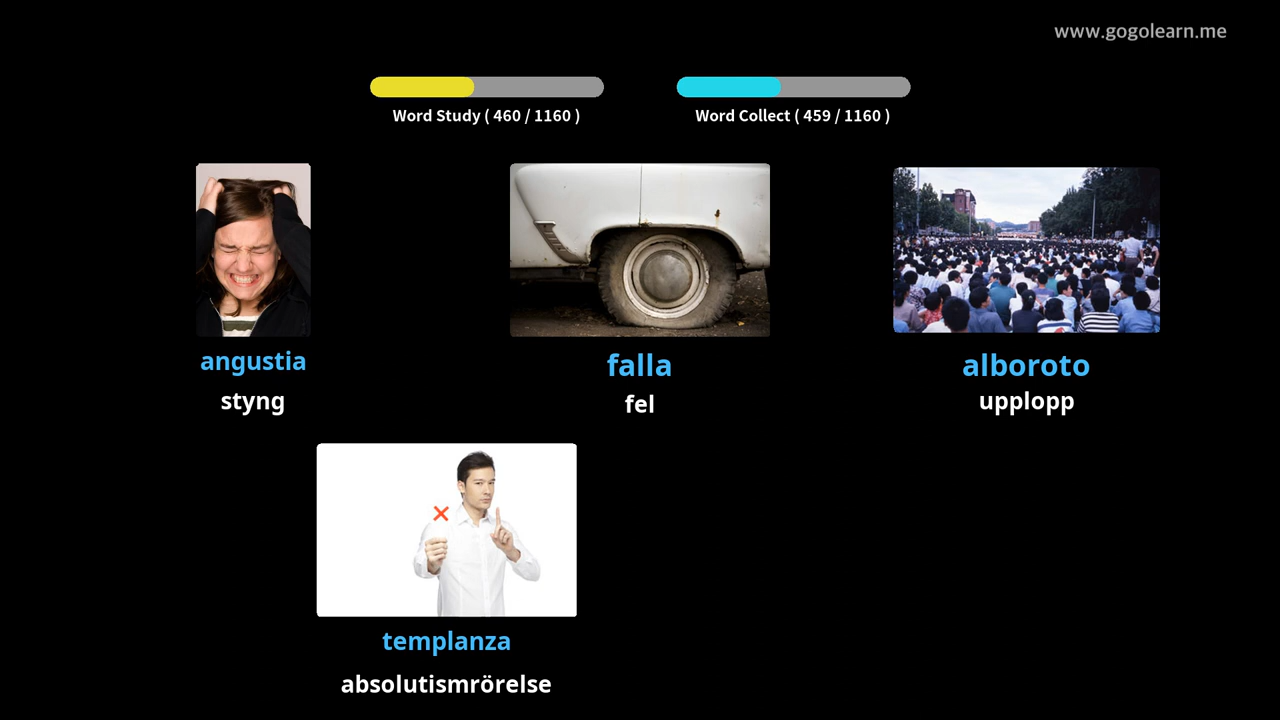 www.gogolearn.me
Word Study ( 460 / 1160 )
Word Collect ( 459 / 1160 )
angustia
styng
falla
fel
alboroto
upplopp
templanza
absolutismrörelse